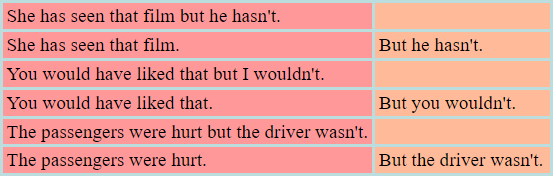 She has seen that film but he hasn't.
She has seen that film. But he hasn't.
You would have liked that but I wouldn't.
You would have liked that. But you wouldn't.
The passengers were hurt but the driver wasn't.
The passengers were hurt. But the driver wasn't.